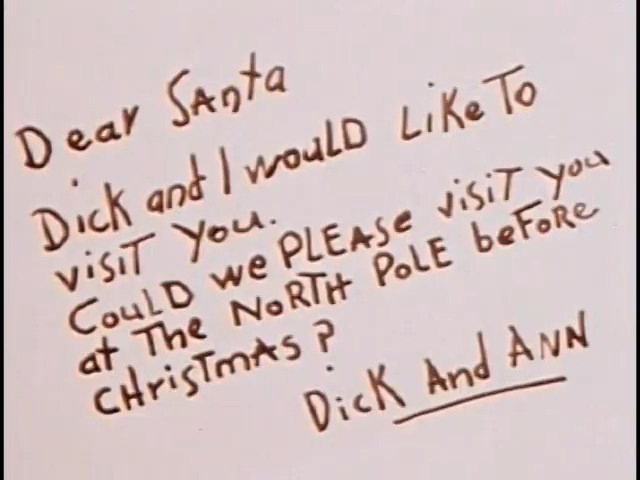 Dear SAnta
Dick and I would Like To
visit you.
Could we PLEASe visit you
at The NoRTH PoLE beFoRe
CHrisTmAs?
DicK And ANN